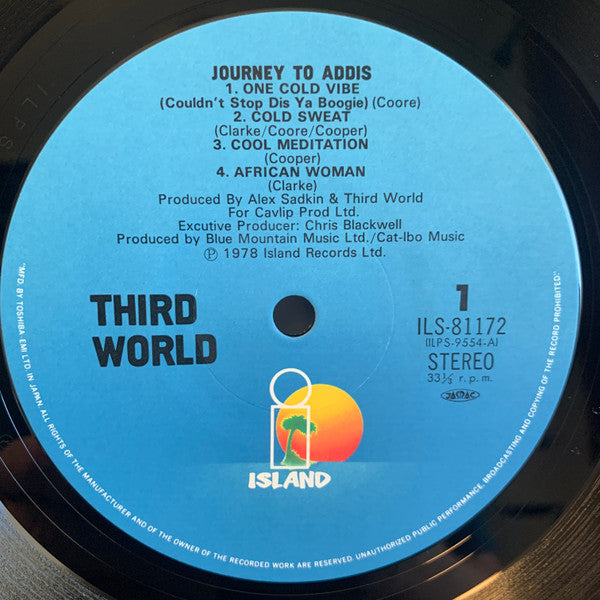 JOURNEY TO ADDIS
1. ONE COLD VIBE
(Couldn't Stop Dis Ya Boogie) (Coore)
2. COLD SWEAT
(Clarke/Coore/Cooper)
3. COOL MEDITATION
(Cooper)
4. AFRICAN WOMAN
(Clarke)
Produced By Alex Sadkin & Third World
For Cavlip Prod Ltd.
Excutive Producer: Chris Blackwell
Produced by Blue Mountain Music Ltd./Cat-Ibo Music
℗ 1978 Island Records Ltd.
THIRD
WORLD
1
ILS-81172
(ILPS-9554-A)
STEREO
33⅓ r.p.m.
JASRAC
i
ISLAND
"MFD. BY TOSHIBA EMI LTD. IN JAPAN. ALL RIGHTS OF THE MANUFACTURER AND OF THE OWNER OF THE RECORDED WORK ARE RESERVED. UNAUTHORIZED PUBLIC PERFORMANCE, BROADCASTING AND COPYING OF THE RECORD PROHIBITED."